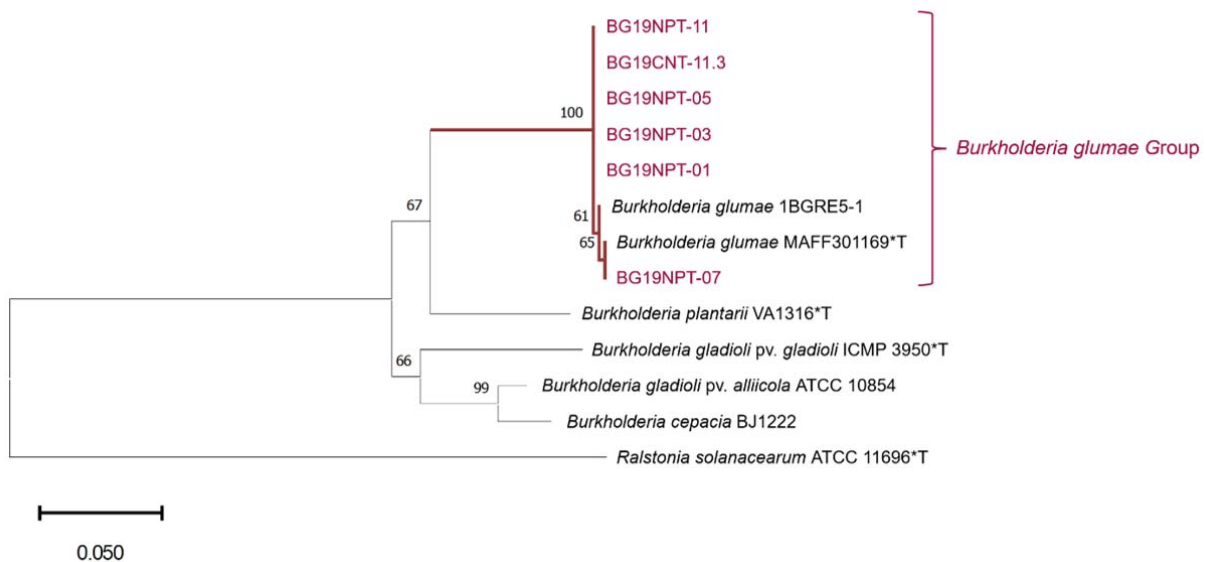 BG19NPT-11
BG19CNT-11.3
BG19NPT-05
100
BG19NPT-03
Burkholderia glumae Group
BG19NPT-01
67
Burkholderia glumae 1BGRE5-1
61
65
Burkholderia glumae MAFF301169*T
BG19NPT-07
Burkholderia plantarii VA1316*T
66
Burkholderia gladioli pv. gladioli ICMP 3950*T
99
Burkholderia gladioli pv. alliicola ATCC 10854
Burkholderia cepacia BJ1222
Ralstonia solanacearum ATCC 11696*T
0.050